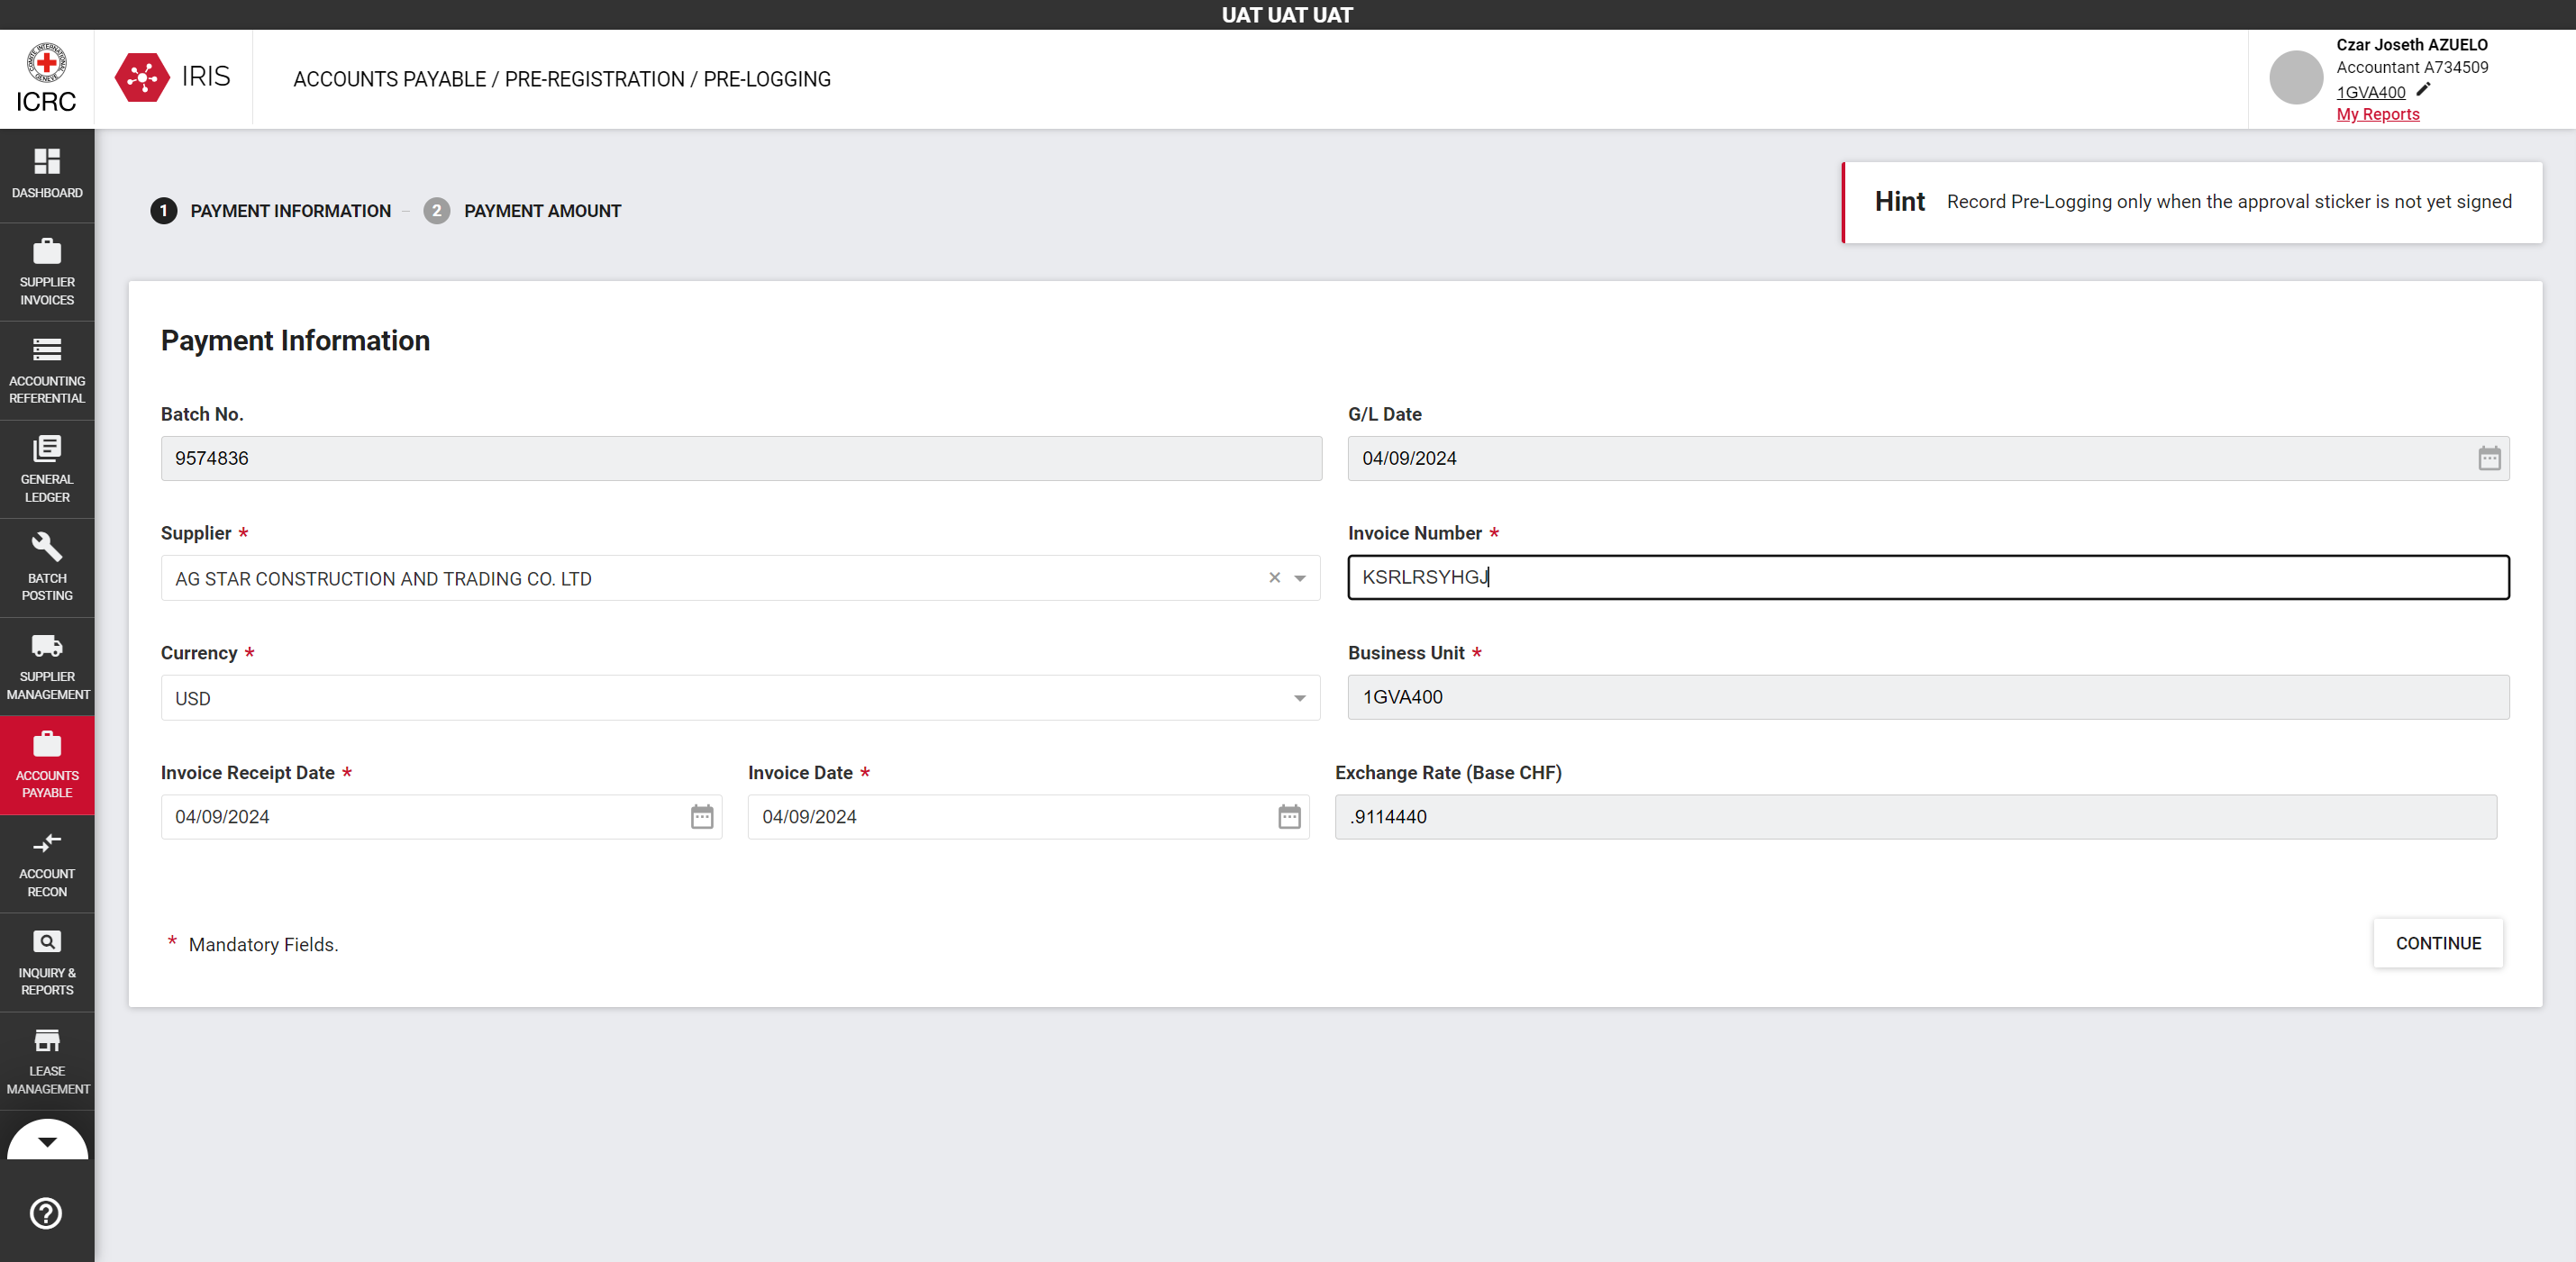 UAT UAT UAT
ICRC
IRIS
ACCOUNTS PAYABLE / PRE-REGISTRATION / PRE-LOGGING
Czar Joseth AZUELO
Accountant A734509
1GVA400
My Reports
DASHBOARD
SUPPLIER
INVOICES
ACCOUNTING
REFERENTIAL
GENERAL
LEDGER
BATCH
POSTING
SUPPLIER
MANAGEMENT
ACCOUNTS
PAYABLE
ACCOUNT
RECON
INQUIRY &
REPORTS
LEASE
MANAGEMENT
1 PAYMENT INFORMATION – 2 PAYMENT AMOUNT
Hint Record Pre-Logging only when the approval sticker is not yet signed
Payment Information
Batch No.
9574836
G/L Date
04/09/2024
Supplier *
AG STAR CONSTRUCTION AND TRADING CO. LTD
Invoice Number *
KSRLRSYHGJ
Currency *
USD
Business Unit *
1GVA400
Invoice Receipt Date *
04/09/2024
Invoice Date *
04/09/2024
Exchange Rate (Base CHF)
.9114440
* Mandatory Fields.
CONTINUE